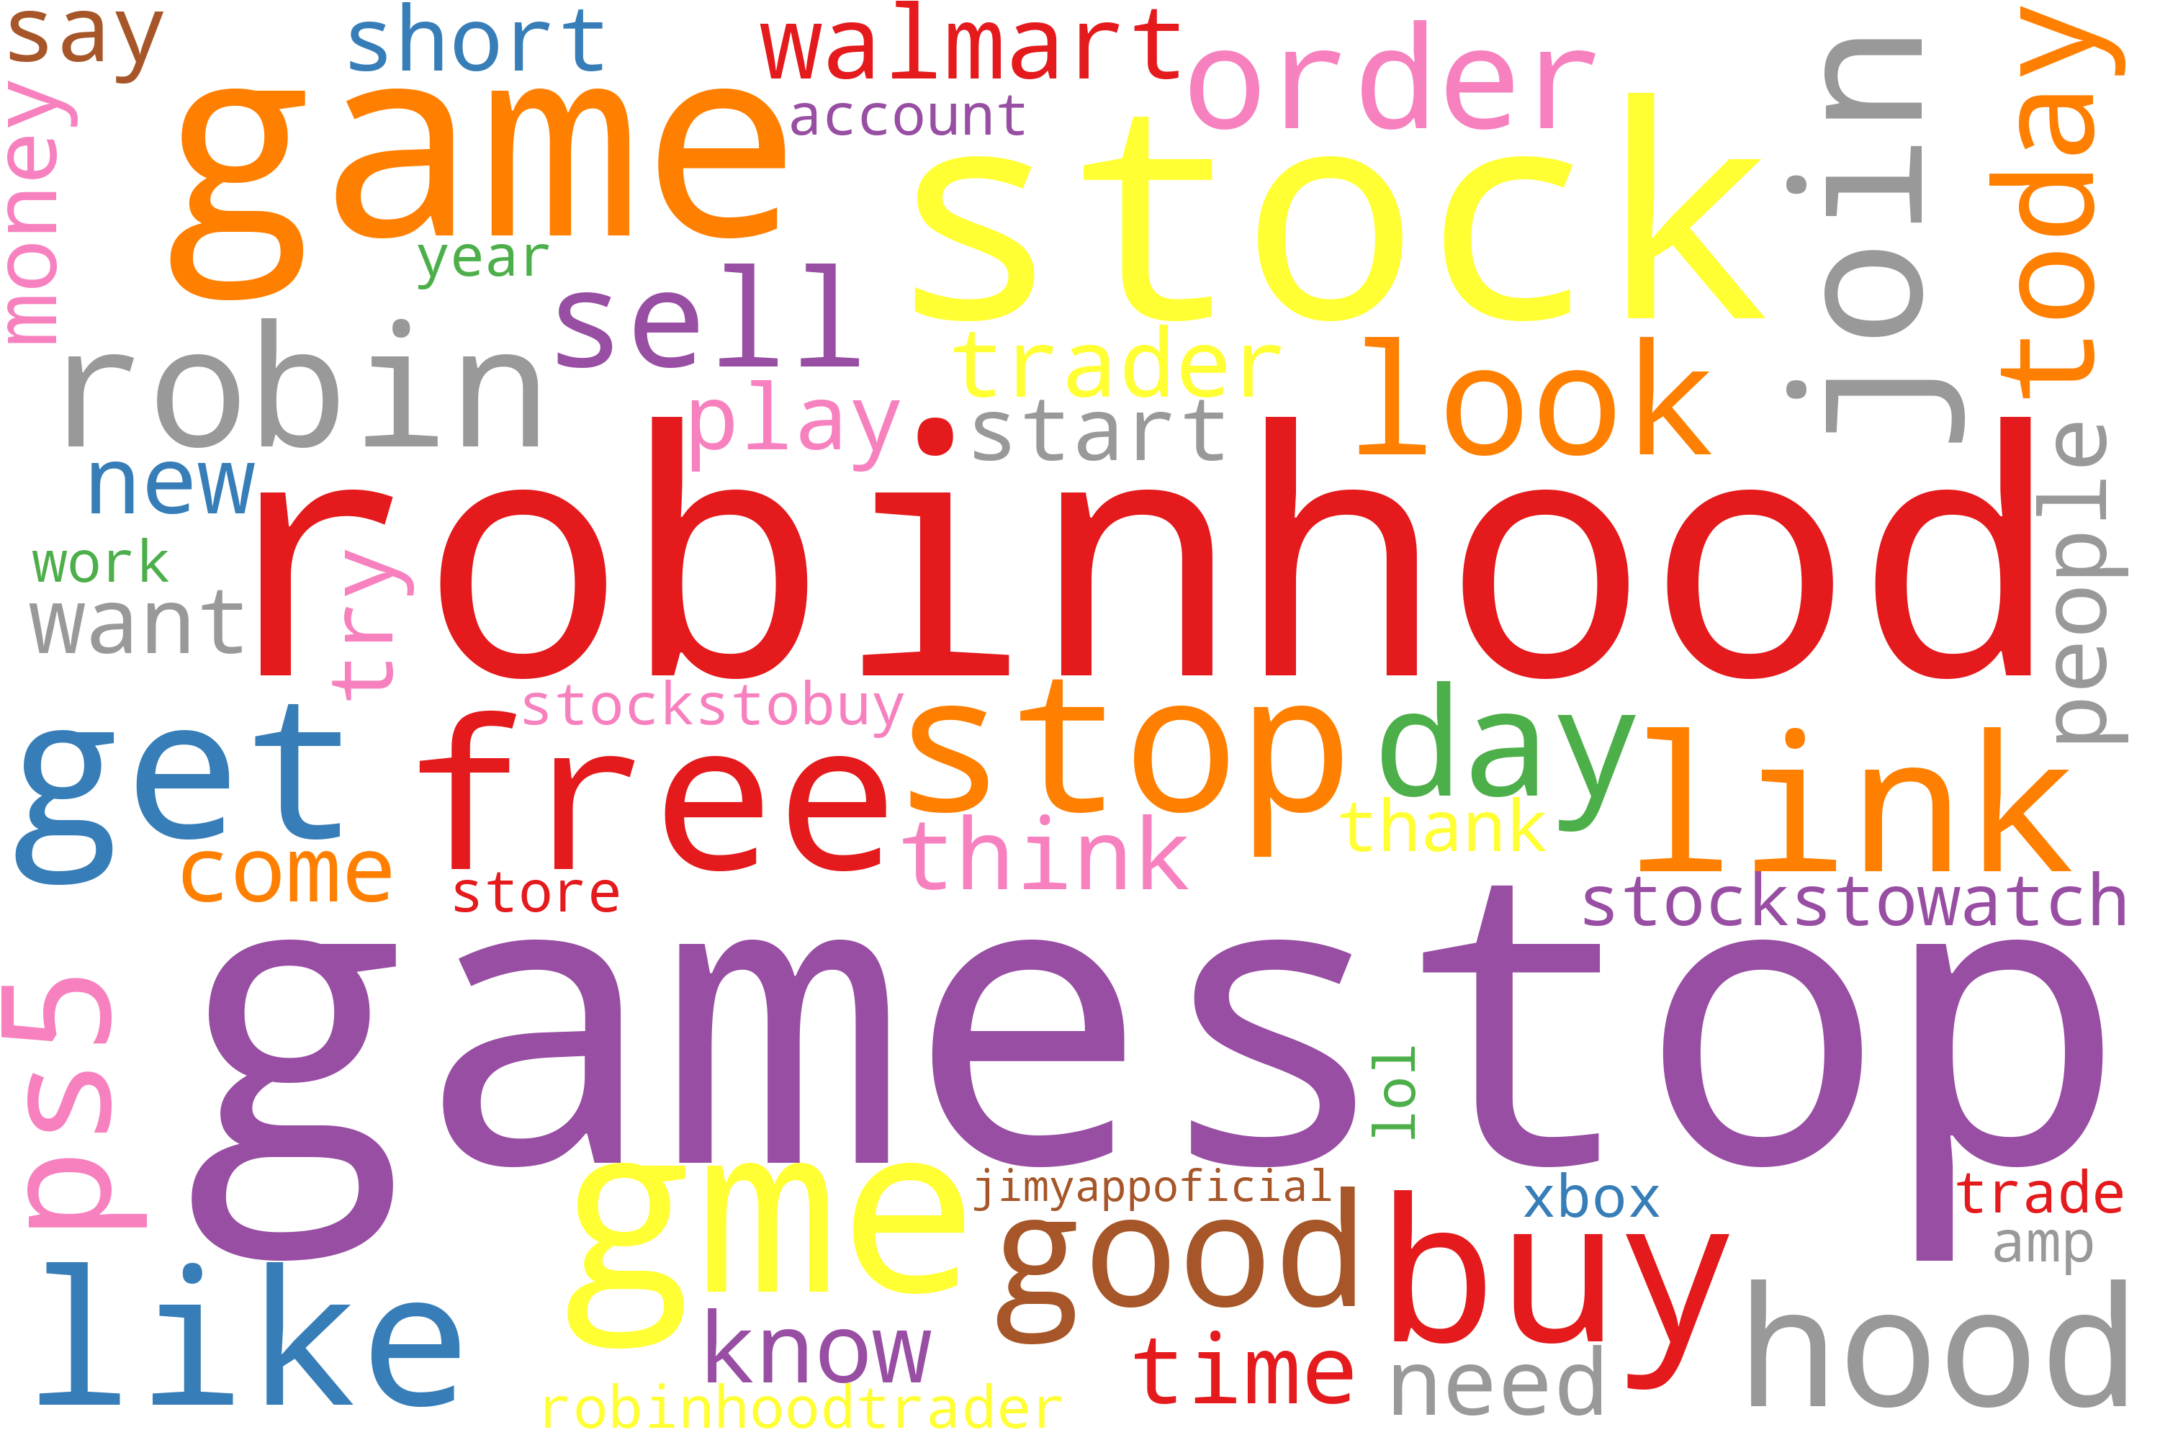 say
short
walmart
order
join
today
money
game
account
stock
year
sell
robin
trader
look
play
start
new
robinhood
people
work
want
try
stockstobuy
get
free
stop
day
link
think
thank
come
store
stockstowatch
gamestop
ps5
lol
gme
jimyappoficial
good
buy
xbox
trade
amp
like
know
time
need
hood
robinhoodtrader